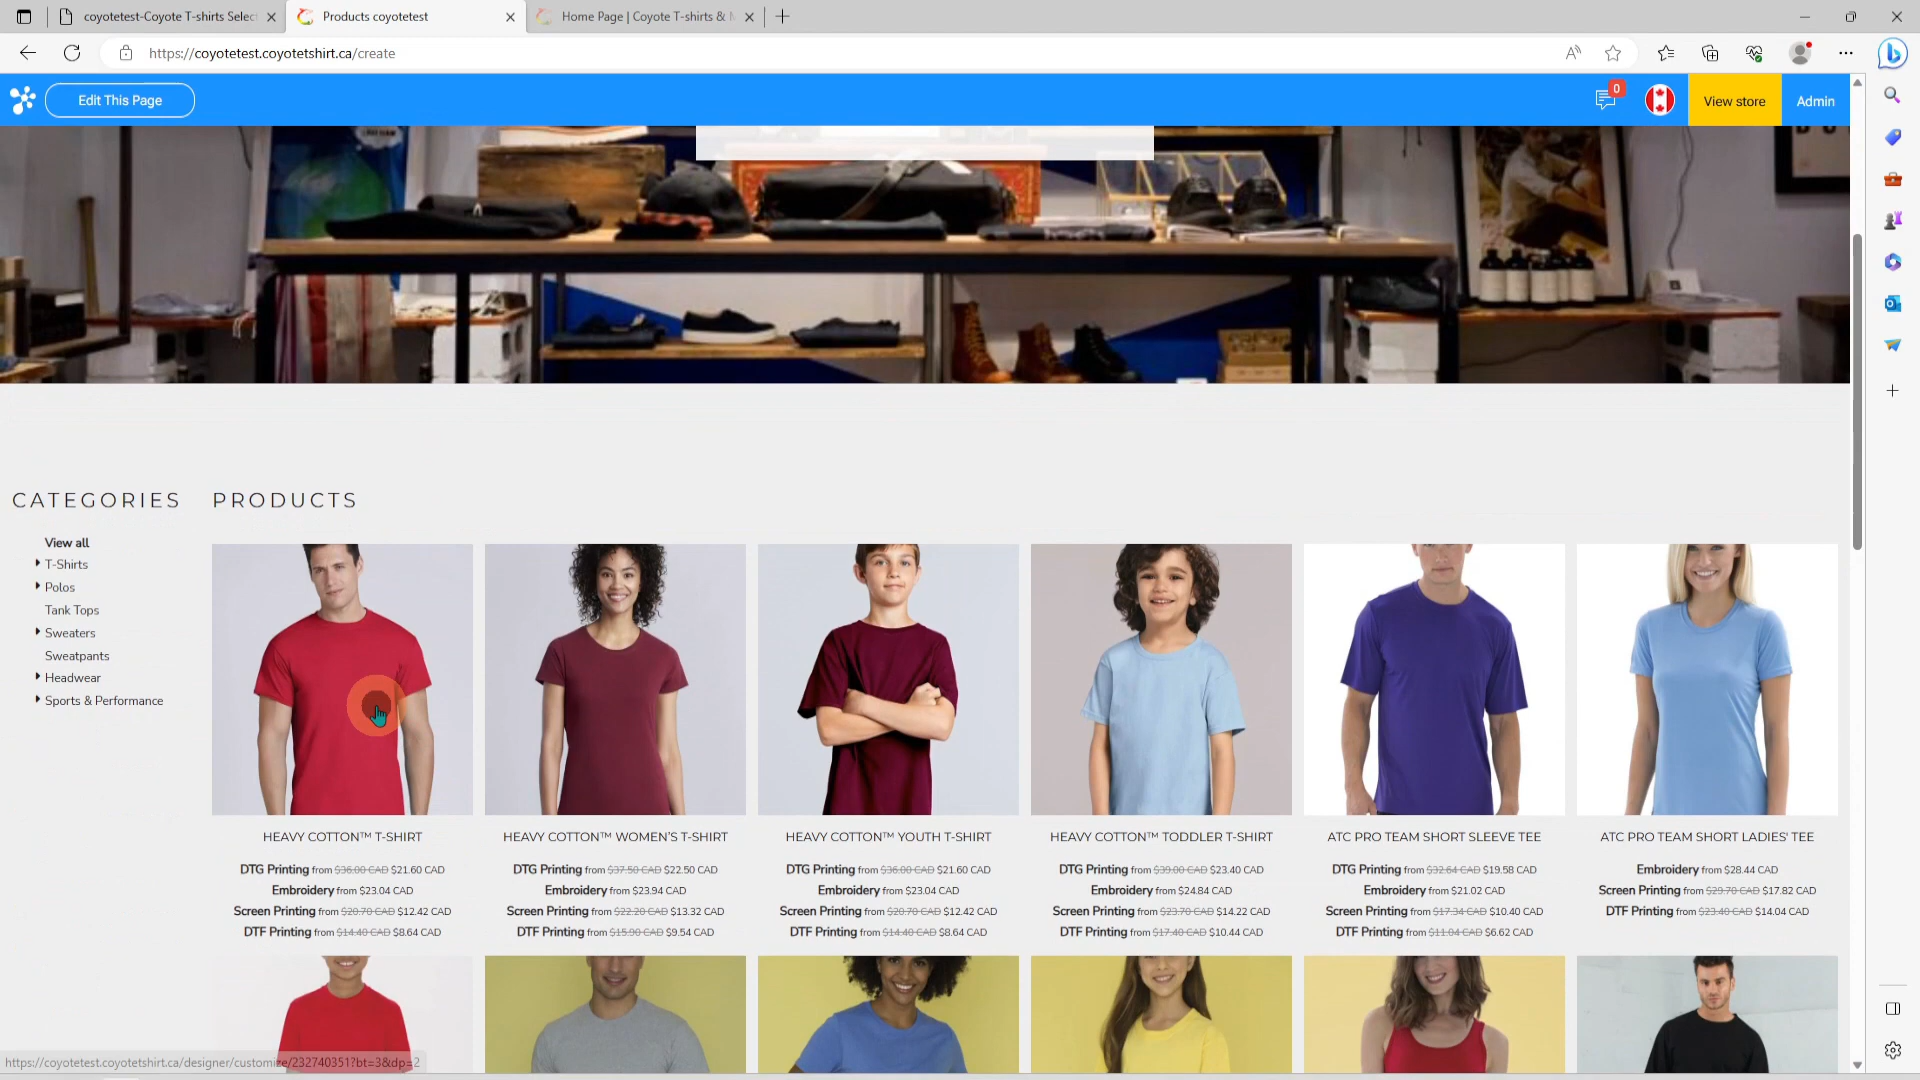 coyotetest-Coyote T-shirts Select
Products coyotetest
Home Page | Coyote T-shirts &
https://coyotetest.coyotetshirt.ca/create
Edit This Page
0
View store
Admin
CATEGORIES
PRODUCTS
View all
T-Shirts
Polos
Tank Tops
Sweaters
Sweatpants
Headwear
Sports & Performance
HEAVY COTTON™ T-SHIRT
DTG Printing from $36.00 CAD $21.60 CAD
Embroidery from $23.04 CAD
Screen Printing from $20.70 CAD $12.42 CAD
DTF Printing from $14.40 CAD $8.64 CAD
HEAVY COTTON™ WOMEN'S T-SHIRT
DTG Printing from $37.50 CAD $22.50 CAD
Embroidery from $23.94 CAD
Screen Printing from $22.20 CAD $13.32 CAD
DTF Printing from $15.90 CAD $9.54 CAD
HEAVY COTTON™ YOUTH T-SHIRT
DTG Printing from $36.00 CAD $21.60 CAD
Embroidery from $23.04 CAD
Screen Printing from $20.70 CAD $12.42 CAD
DTF Printing from $14.40 CAD $8.64 CAD
HEAVY COTTON™ TODDLER T-SHIRT
DTG Printing from $39.00 CAD $23.40 CAD
Embroidery from $24.84 CAD
Screen Printing from $23.70 CAD $14.22 CAD
DTF Printing from $17.40 CAD $10.44 CAD
ATC PRO TEAM SHORT SLEEVE TEE
DTG Printing from $32.64 CAD $19.58 CAD
Embroidery from $21.02 CAD
Screen Printing from $17.34 CAD $10.40 CAD
DTF Printing from $11.04 CAD $6.62 CAD
ATC PRO TEAM SHORT LADIES' TEE
Embroidery from $28.44 CAD
Screen Printing from $29.70 CAD $17.82 CAD
DTF Printing from $23.40 CAD $14.04 CAD
https://coyotetest.coyotetshirt.ca/designer/customize/232740351?bt=3&dp=2